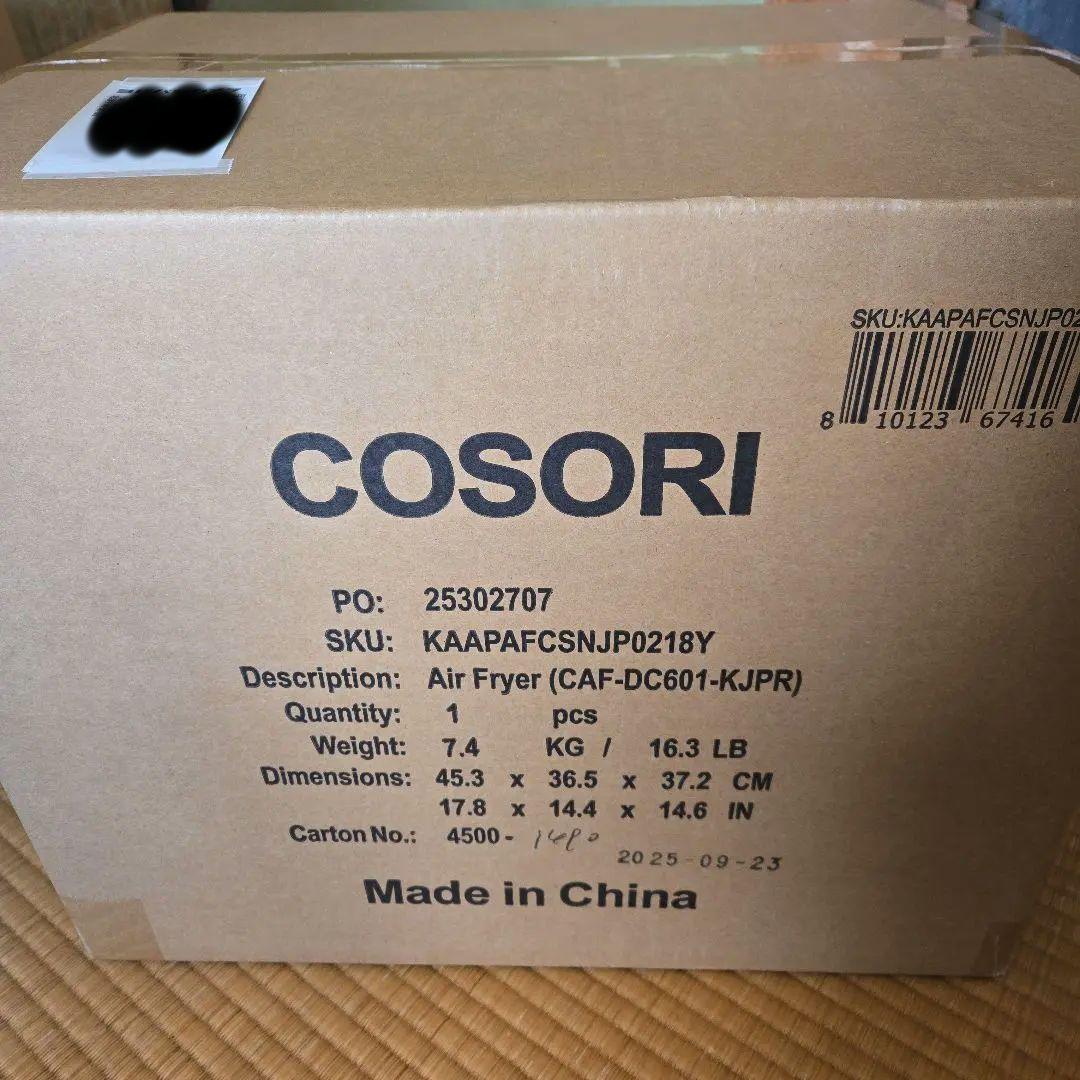 SKU:KAAPAFCSNJP02
8 10123 67416
COSORI
PO: 25302707
SKU: KAAPAFCSNJP0218Y
Description: Air Fryer (CAF-DC601-KJPR)
Quantity: 1 pcs
Weight: 7.4 KG / 16.3 LB
Dimensions: 45.3 x 36.5 x 37.2 CM
17.8 x 14.4 x 14.6 IN
Carton No.: 4500-
2025-09-23
Made in China